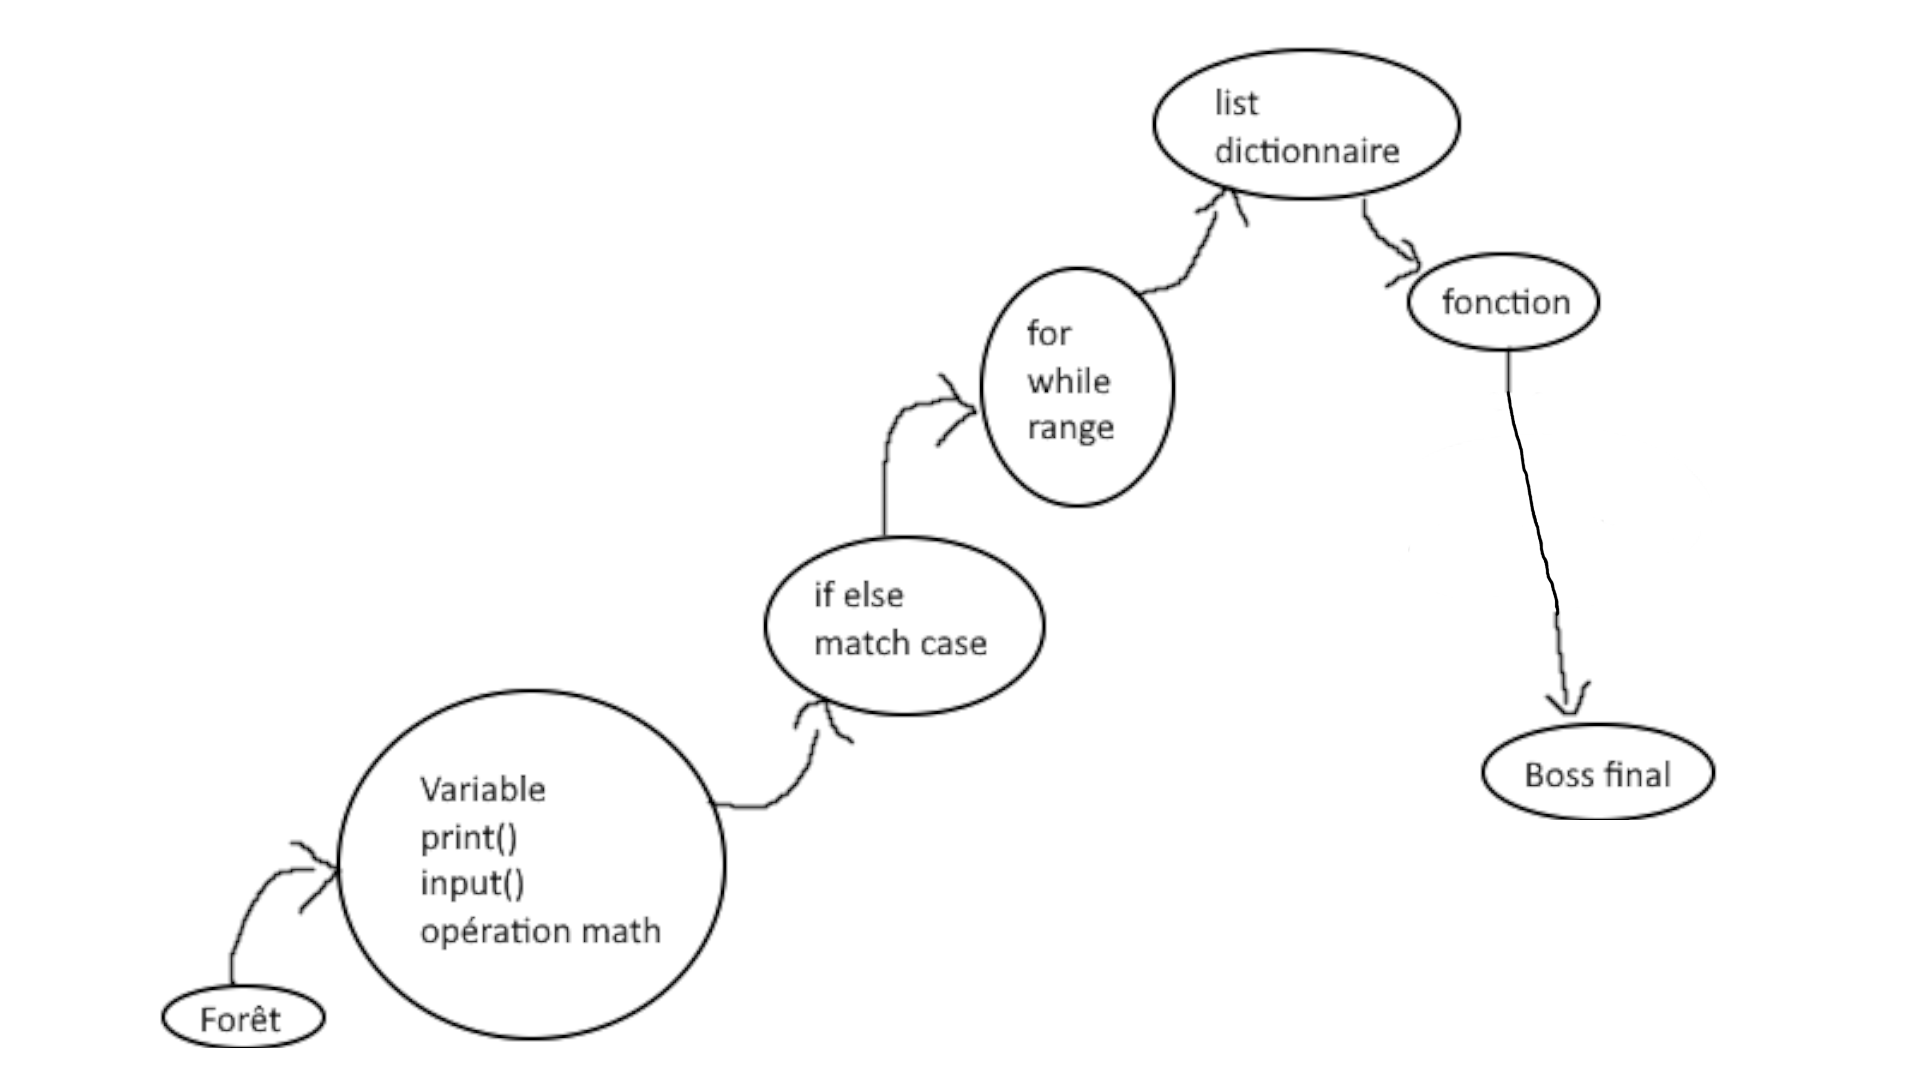 list
dictionnaire
fonction
for
while
range
if else
match case
Variable
print()
input()
opération math
Boss final
Forêt